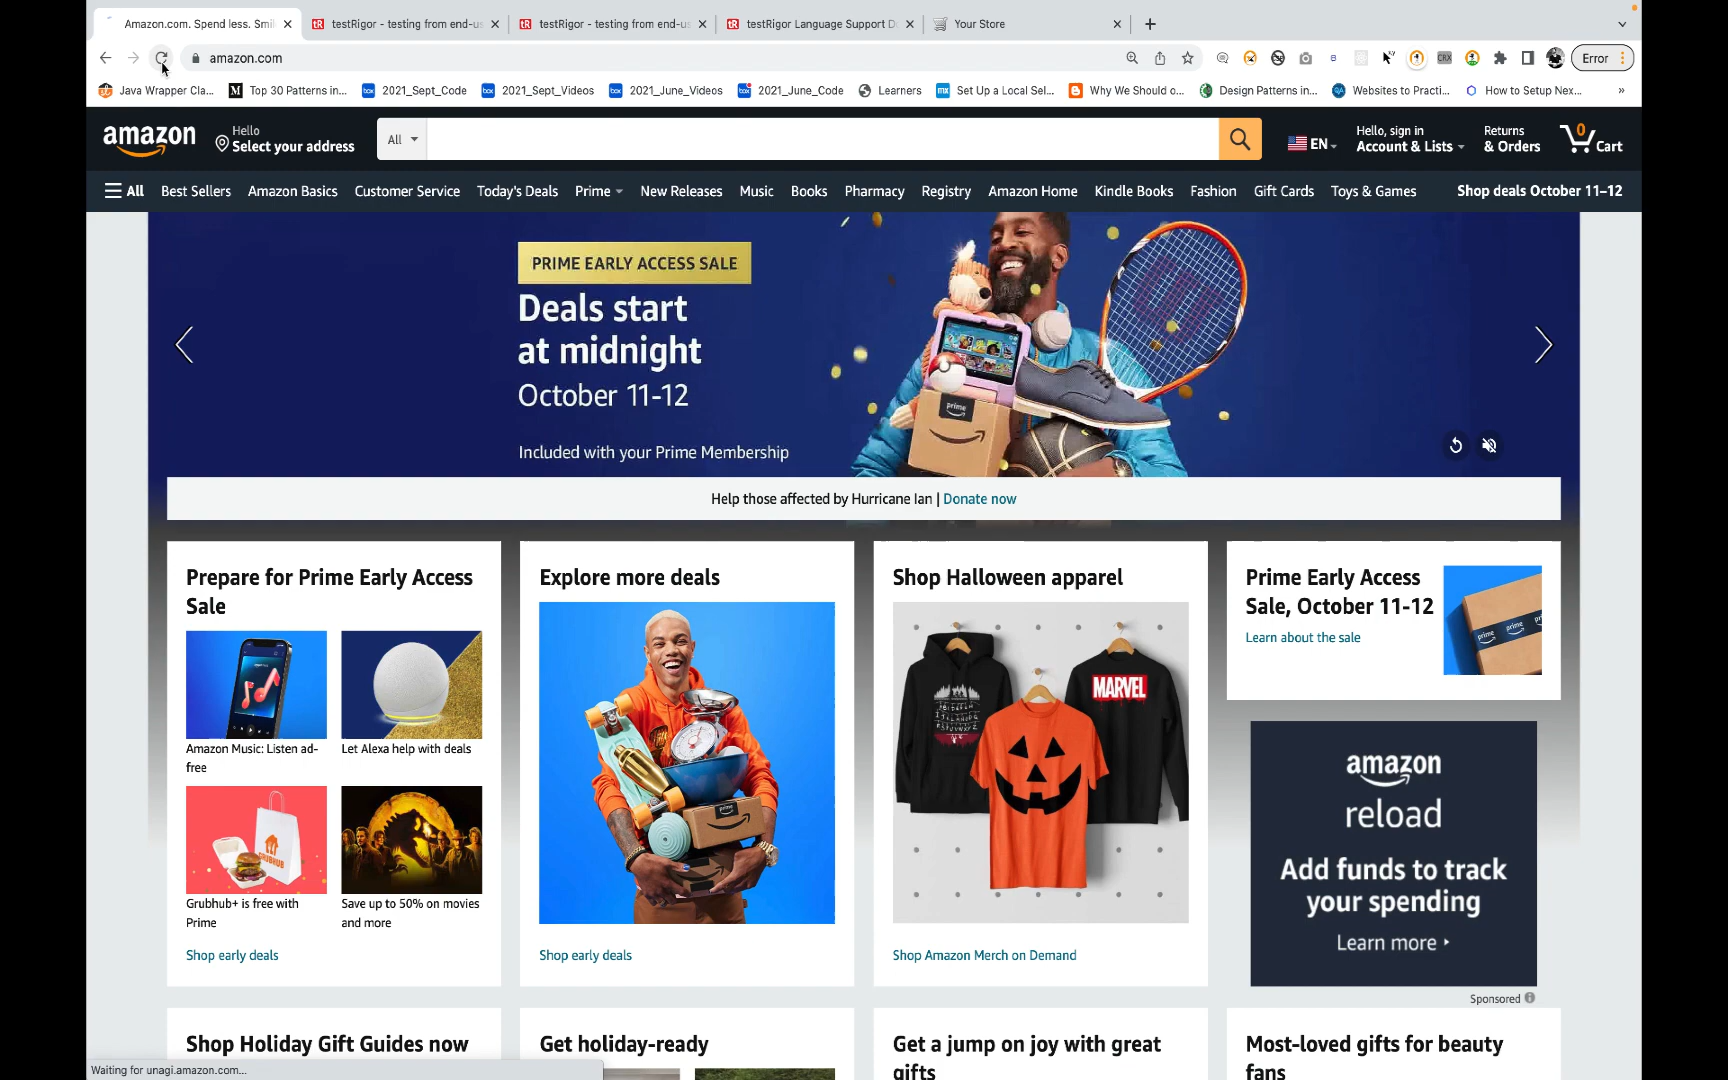 Amazon.com. Spend less. Smil
testRigor - testing from end-us
testRigor - testing from end-us
testRigor Language Support D
Your Store
amazon.com
Error
Java Wrapper Cla...
Top 30 Patterns in...
2021_Sept_Code
2021_Sept_Videos
2021_June_Videos
2021_June_Code
Learners
Set Up a Local Sel...
Why We Should o...
Design Patterns in...
Websites to Practi...
How to Setup Nex...
»
amazon
Hello
Select your address
All
EN
Hello, sign in
Account & Lists
Returns
& Orders
0
Cart
All
Best Sellers
Amazon Basics
Customer Service
Today's Deals
Prime
New Releases
Music
Books
Pharmacy
Registry
Amazon Home
Kindle Books
Fashion
Gift Cards
Toys & Games
Shop deals October 11–12
PRIME EARLY ACCESS SALE
Deals start
at midnight
October 11-12
Included with your Prime Membership
prime
Help those affected by Hurricane Ian | Donate now
Prepare for Prime Early Access
Sale
Amazon Music: Listen ad-
free
Let Alexa help with deals
GRUBHUB
Grubhub+ is free with
Prime
Save up to 50% on movies
and more
Shop early deals
Explore more deals
prime
Shop early deals
Shop Halloween apparel
MARVEL
Shop Amazon Merch on Demand
Prime Early Access
Sale, October 11-12
Learn about the sale
prime
prime
amazon
reload
Add funds to track
your spending
Learn more
Sponsored
Shop Holiday Gift Guides now
Get holiday-ready
Get a jump on joy with great
gifts
Most-loved gifts for beauty
fans
Waiting for unagi.amazon.com...